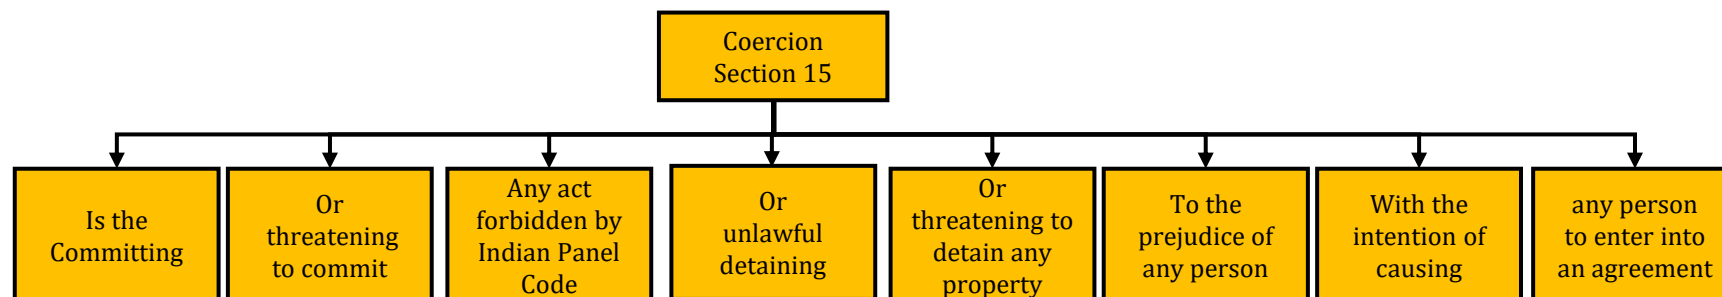 Coercion
Section 15
Is the
Committing
Or
threatening
to commit
Any act
forbidden by
Indian Panel
Code
Or
unlawful
detaining
Or
threatening to
detain any
property
To the
prejudice of
any person
With the
intention of
causing
any person
to enter into
an agreement